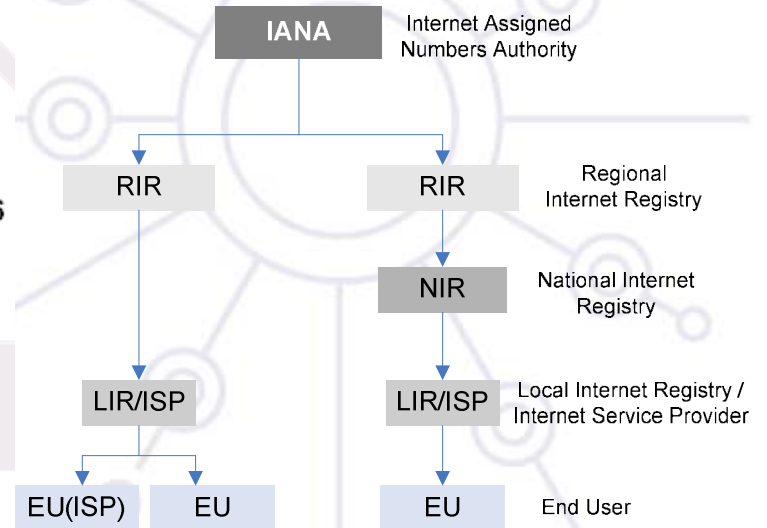 IANA
Internet Assigned
Numbers Authority
RIR
RIR
Regional
Internet Registry
NIR
National Internet
Registry
LIR/ISP
LIR/ISP
Local Internet Registry /
Internet Service Provider
EU(ISP)
EU
EU
End User